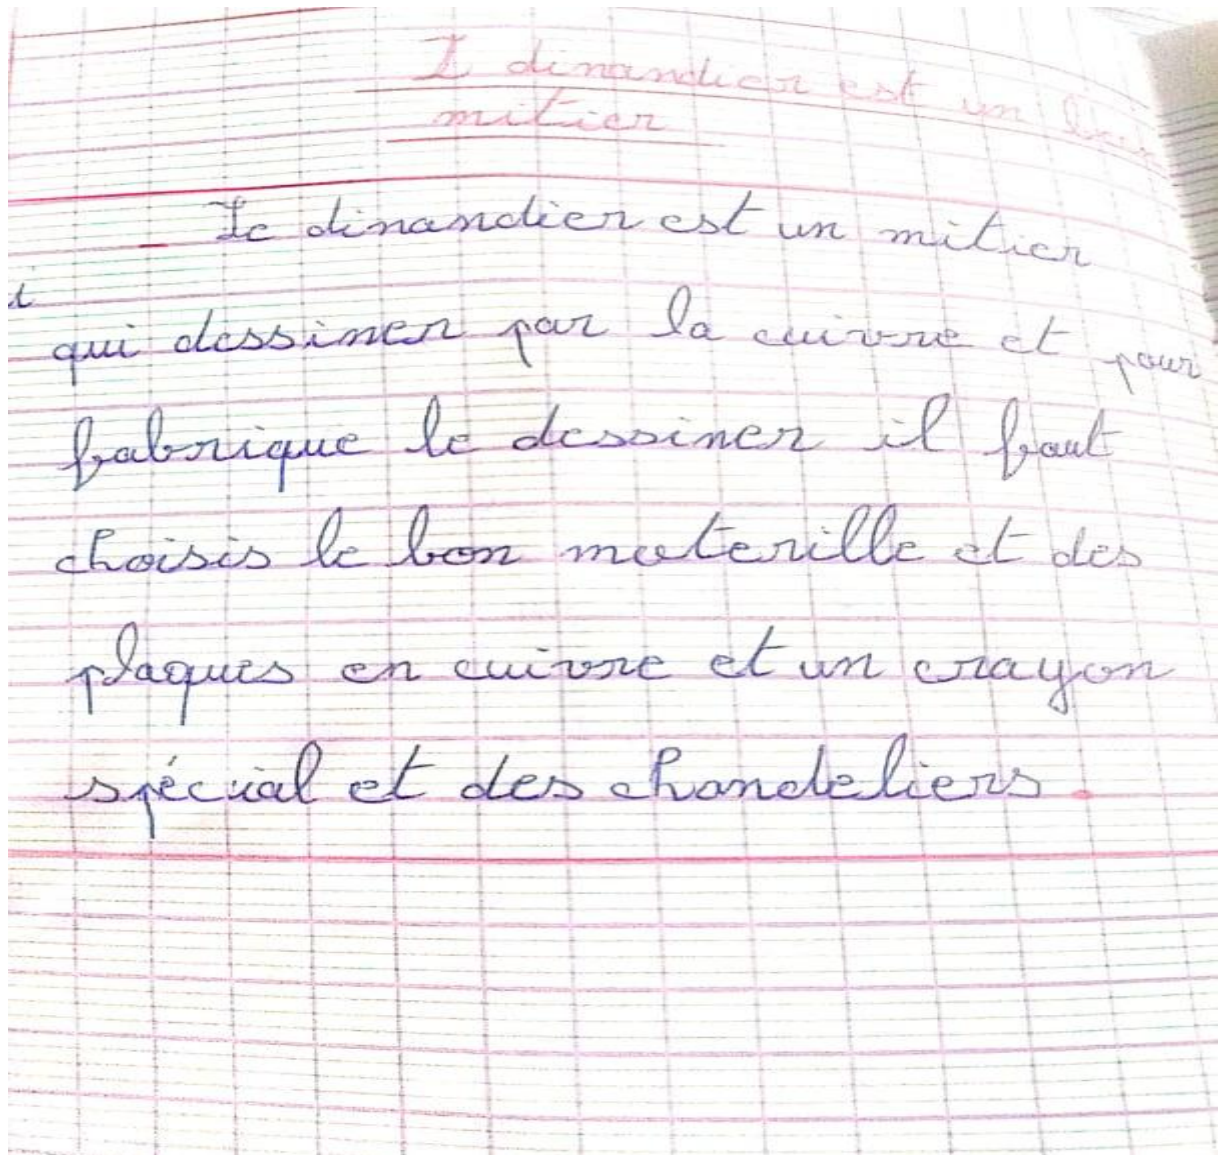 dinandier est un
mitier
_ Le dinandier est un mitier
qui dessiner par la cuivre et pour
fabrique le dessiner il faut
choisis le bon materille et des
plaques en cuivre et un crayon
spécial et des chandeliers.